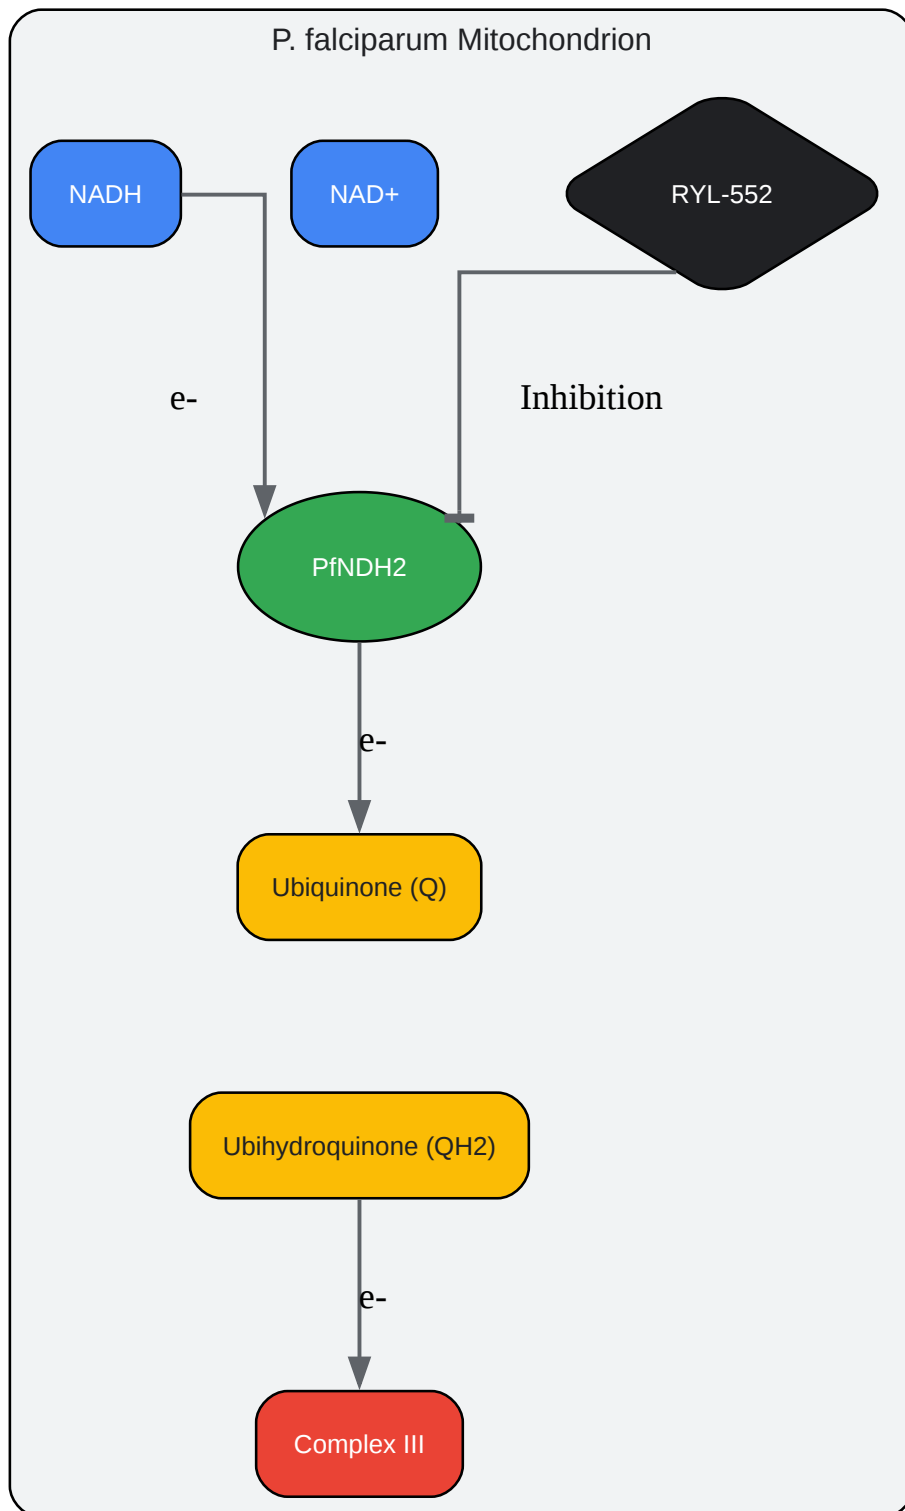 P. falciparum Mitochondrion
NADH
NAD+
RYL-552
e-
Inhibition
PfNDH2
e-
Ubiquinone (Q)
Ubihydroquinone (QH2)
e-
Complex III